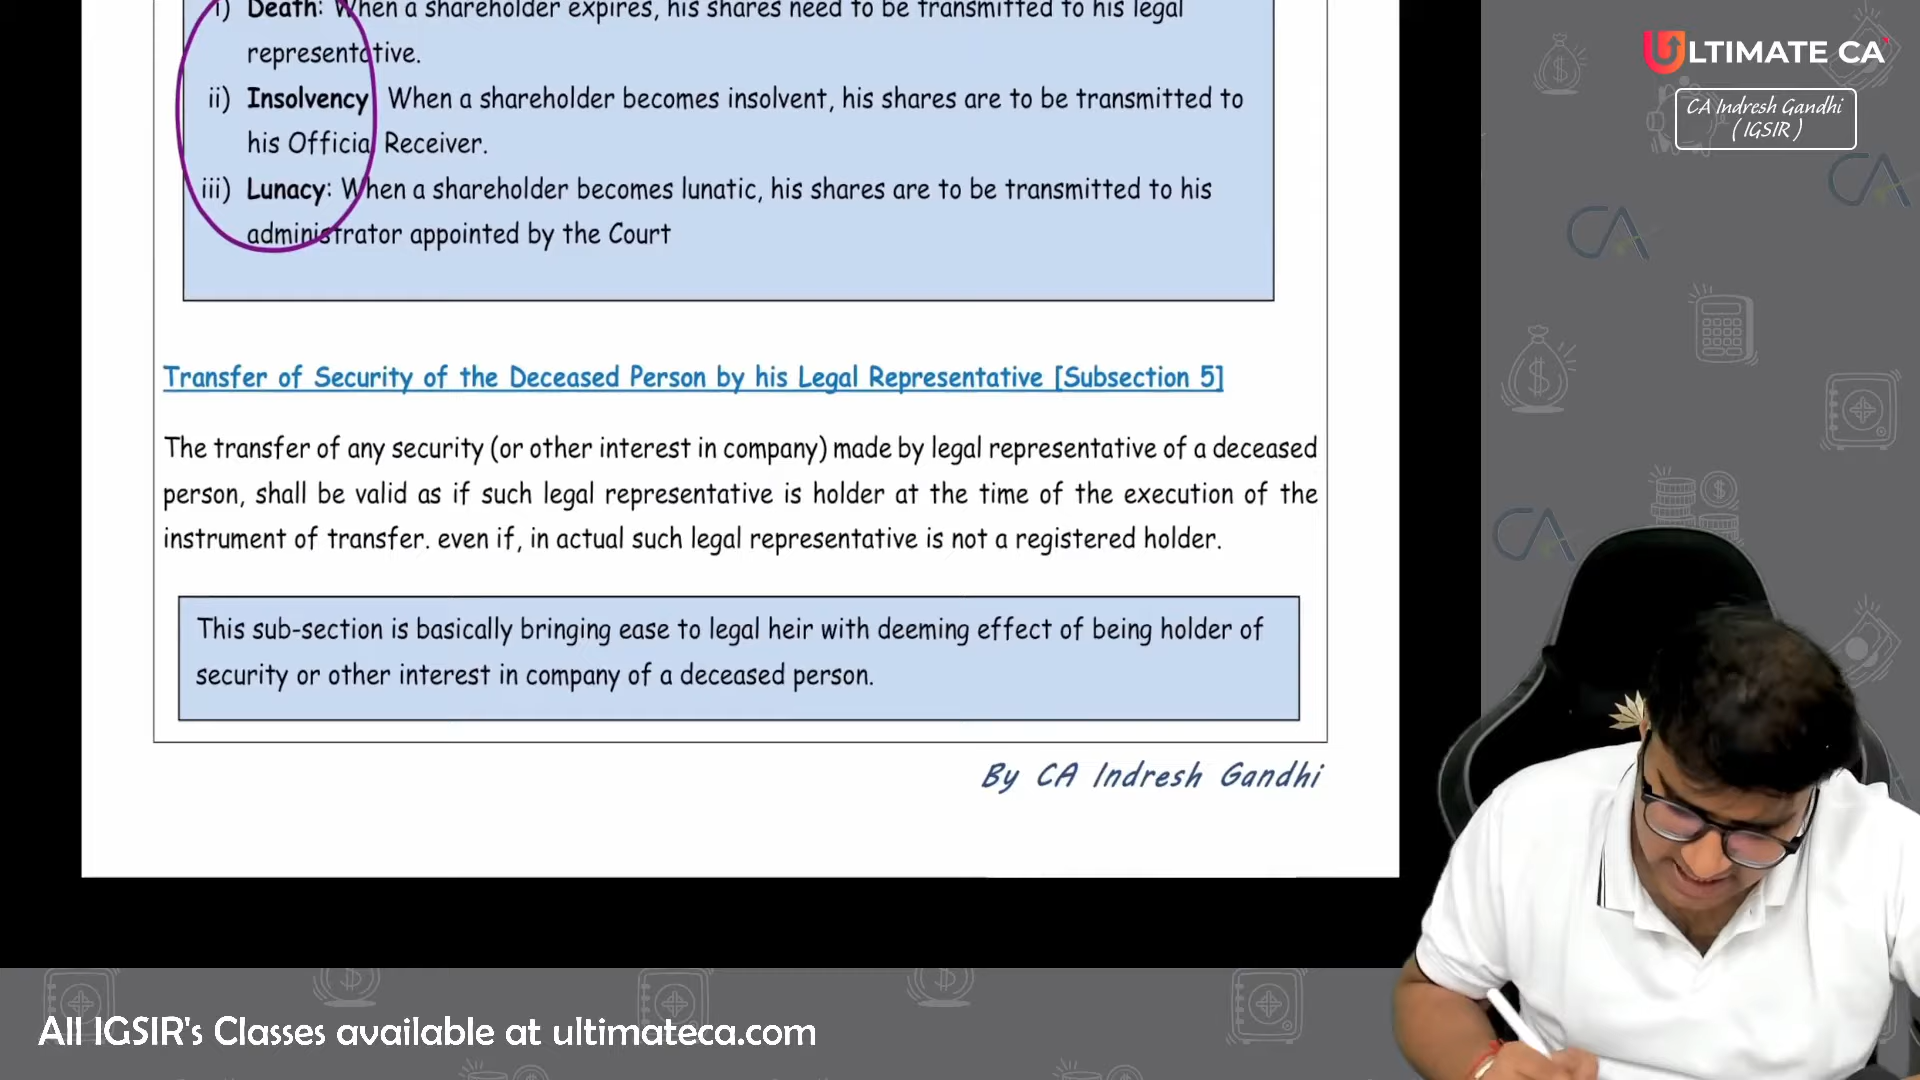 i) Death: When a shareholder expires, his shares need to be transmitted to his legal
representative.
ii) Insolvency When a shareholder becomes insolvent, his shares are to be transmitted to
his Official Receiver.
iii) Lunacy: When a shareholder becomes lunatic, his shares are to be transmitted to his
administrator appointed by the Court
Transfer of Security of the Deceased Person by his Legal Representative [Subsection 5]
The transfer of any security (or other interest in company) made by legal representative of a deceased
person, shall be valid as if such legal representative is holder at the time of the execution of the
instrument of transfer. even if, in actual such legal representative is not a registered holder.
This sub-section is basically bringing ease to legal heir with deeming effect of being holder of
security or other interest in company of a deceased person.
By CA Indresh Gandhi
ULTIMATE CA
CA Indresh Gandhi
(IGSIR)
CA
CA
CA
All IGSIR's Classes available at ultimateca.com